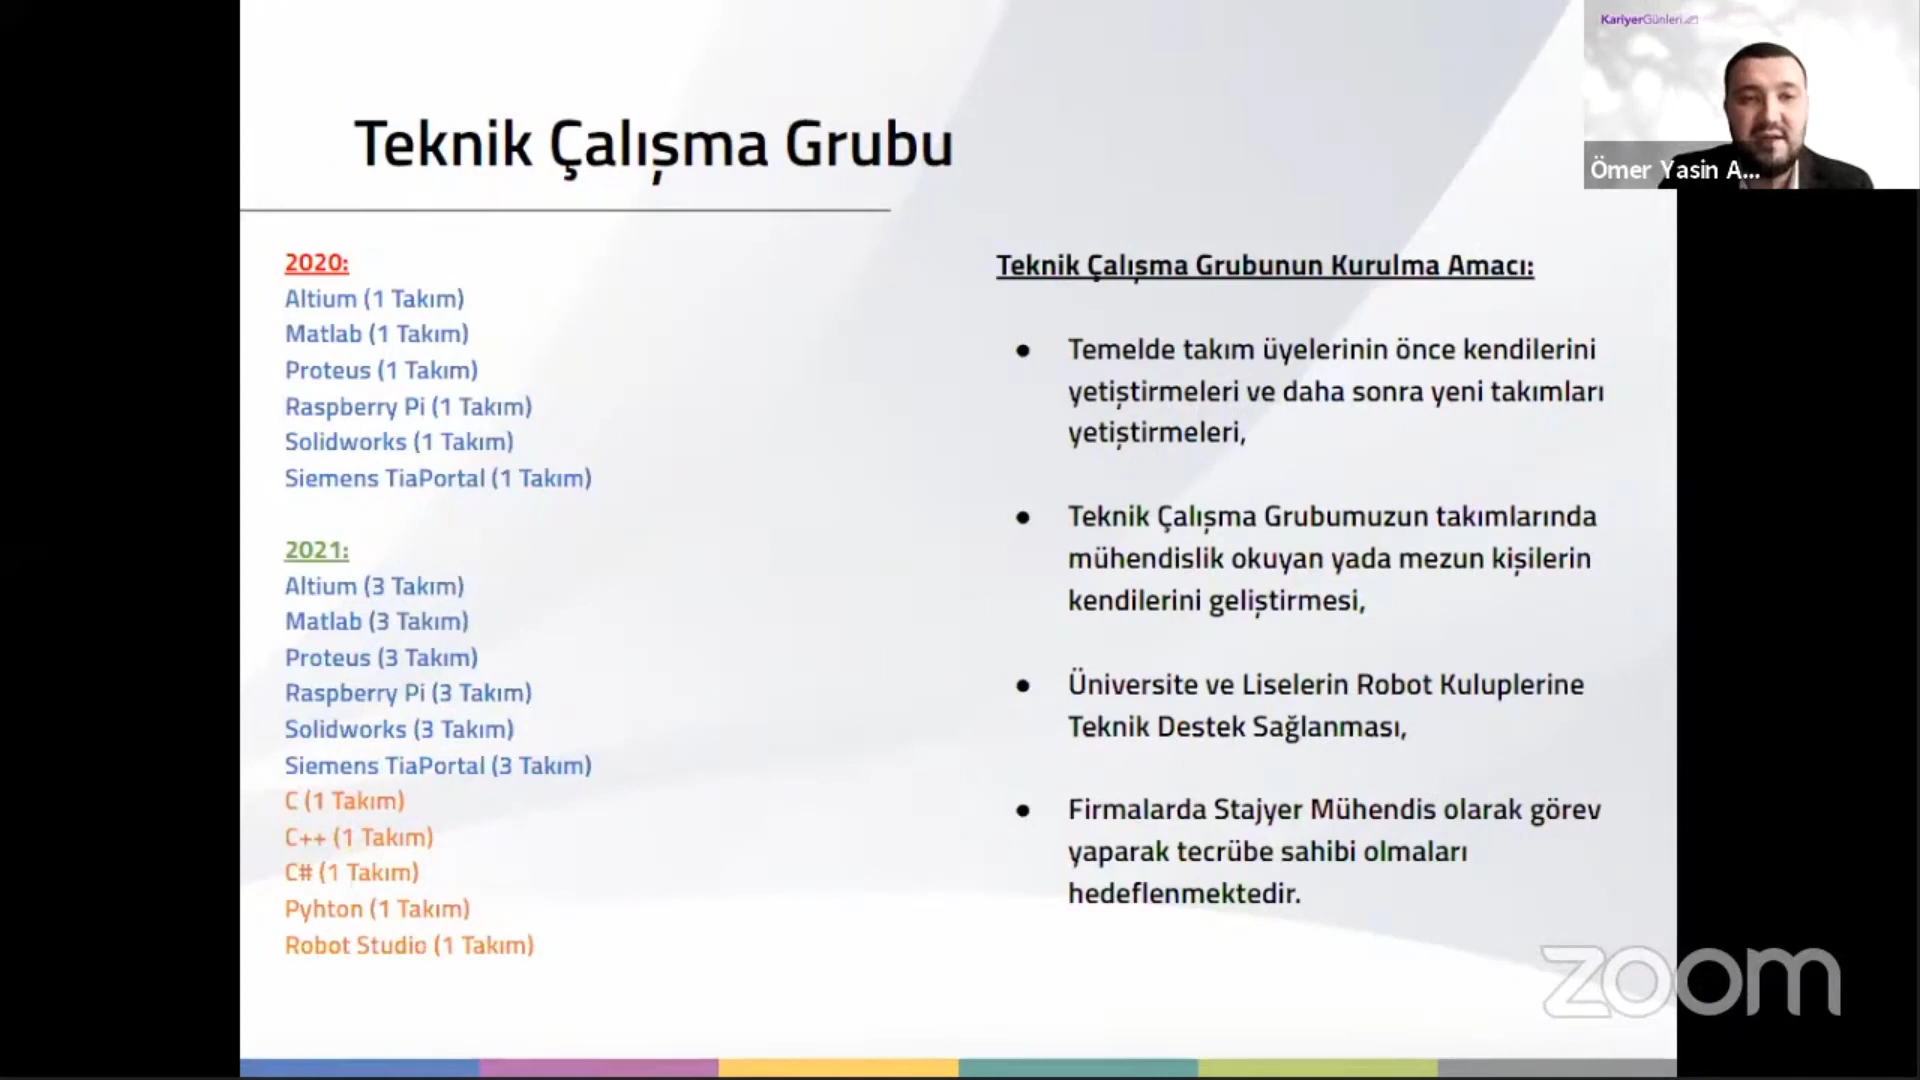 KariyerGünleri
Ömer Yasin A...
Teknik Çalışma Grubu
2020:
Altium (1 Takım)
Matlab (1 Takım)
Proteus (1 Takım)
Raspberry Pi (1 Takım)
Solidworks (1 Takım)
Siemens TiaPortal (1 Takım)
2021:
Altium (3 Takım)
Matlab (3 Takım)
Proteus (3 Takım)
Raspberry Pi (3 Takım)
Solidworks (3 Takım)
Siemens TiaPortal (3 Takım)
C (1 Takım)
C++ (1 Takım)
C# (1 Takım)
Pyhton (1 Takım)
Robot Studio (1 Takım)
Teknik Çalışma Grubunun Kurulma Amacı:
● Temelde takım üyelerinin önce kendilerini
yetiştirmeleri ve daha sonra yeni takımları
yetiştirmeleri,
● Teknik Çalışma Grubumuzun takımlarında
mühendislik okuyan yada mezun kişilerin
kendilerini geliştirmesi,
● Üniversite ve Liselerin Robot Kuluplerine
Teknik Destek Sağlanması,
● Firmalarda Stajyer Mühendis olarak görev
yaparak tecrübe sahibi olmaları
hedeflenmektedir.
zoom